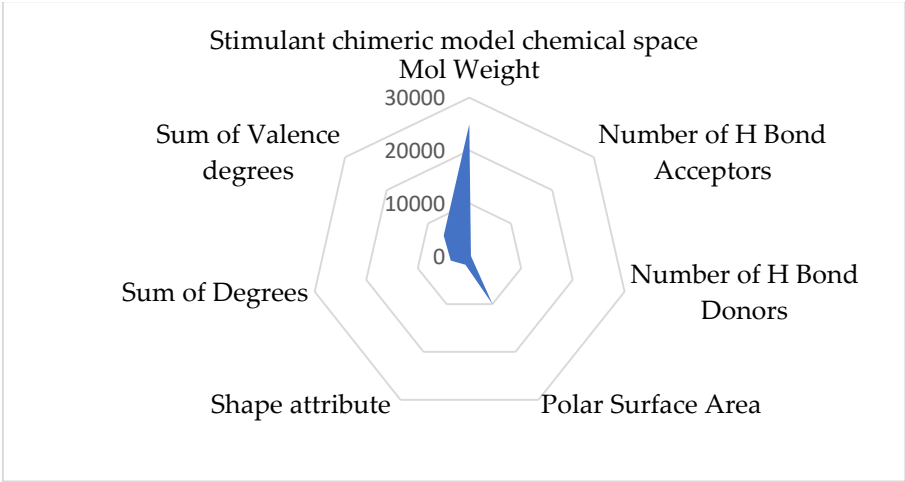 Stimulant chimeric model chemical space
Mol Weight
30000
20000
10000
0
Number of H Bond
Acceptors
Number of H Bond
Donors
Polar Surface Area
Shape attribute
Sum of Degrees
Sum of Valence
degrees